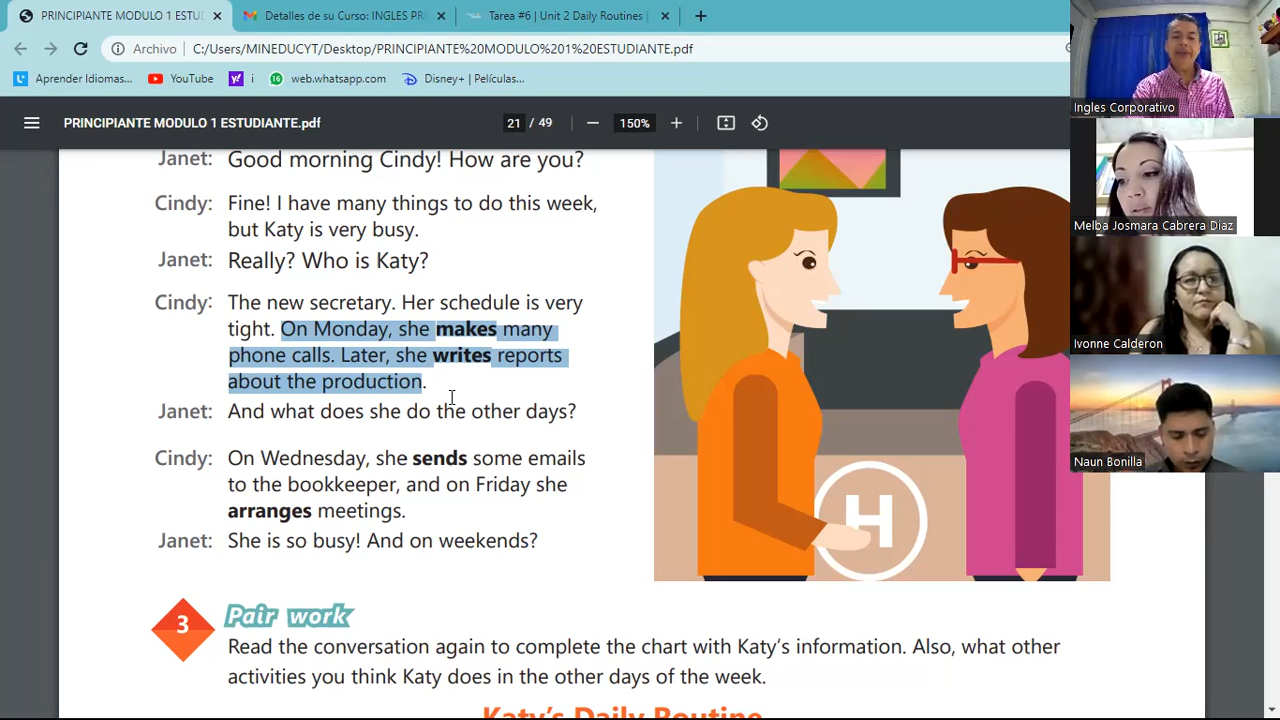 PRINCIPIANTE MODULO 1 ESTUD
Detalles de su Curso: INGLES PRI
Tarea #6 | Unit 2 Daily Routines |
Archivo
C:/Users/MINEDUCYT/Desktop/PRINCIPIANTE%20MODULO%201%20ESTUDIANTE.pdf
Aprender Idiomas...
YouTube
i
web.whatsapp.com
Disney+ | Películas,...
PRINCIPIANTE MODULO 1 ESTUDIANTE.pdf
21 / 49
150%
Janet: Good morning Cindy! How are you?
Cindy: Fine! I have many things to do this week,
but Katy is very busy.
Janet: Really? Who is Katy?
Cindy: The new secretary. Her schedule is very
tight. On Monday, she makes many
phone calls. Later, she writes reports
about the production.
Janet: And what does she do the other days?
Cindy: On Wednesday, she sends some emails
to the bookkeeper, and on Friday she
arranges meetings.
Janet: She is so busy! And on weekends?
H
3
Pair work
Read the conversation again to complete the chart with Katy's information. Also, what other
activities you think Katy does in the other days of the week.
Katy's Daily Routine
Ingles Corporativo
Melba Josmara Cabrera Diaz
Ivonne Calderon
Naun Bonilla